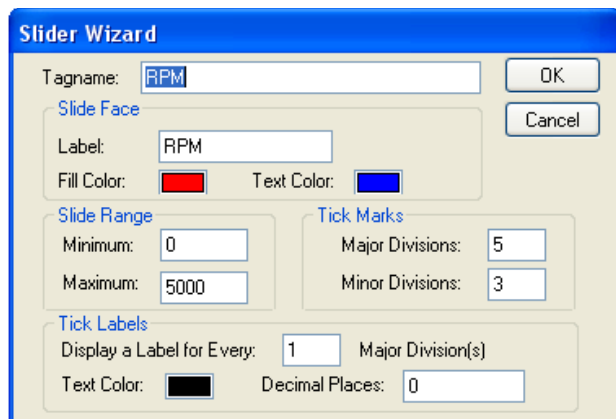 Slider Wizard
Tagname: RPM OK
Slide Face
Cancel
Label: RPM
Fill Color: Text Color:
Slide Range Tick Marks
Minimum: 0 Major Divisions: 5
Maximum: 5000 Minor Divisions: 3
Tick Labels
Display a Label for Every: 1 Major Division(s)
Text Color: Decimal Places: 0